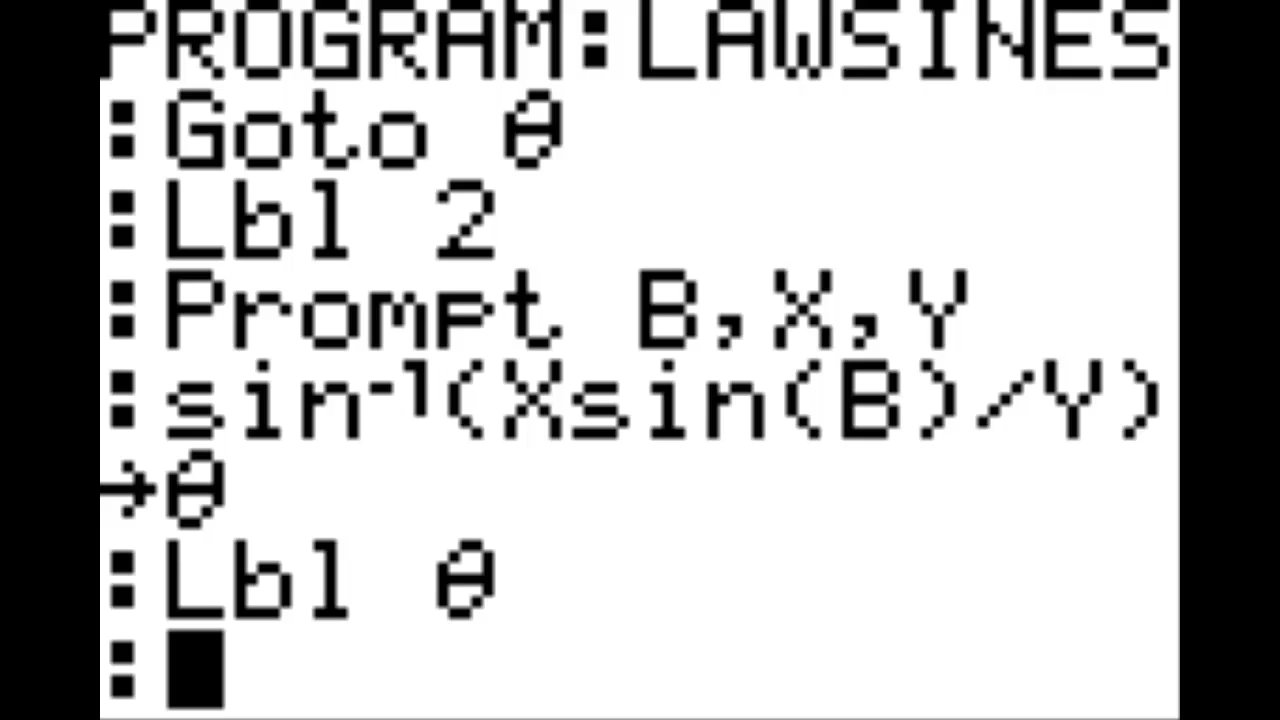 PROGRAM:LAWSINES
:Goto θ
:Lbl 2
:Prompt B,X,Y
:sin⁻¹(Xsin(B)/Y)
→θ
:Lbl θ
: